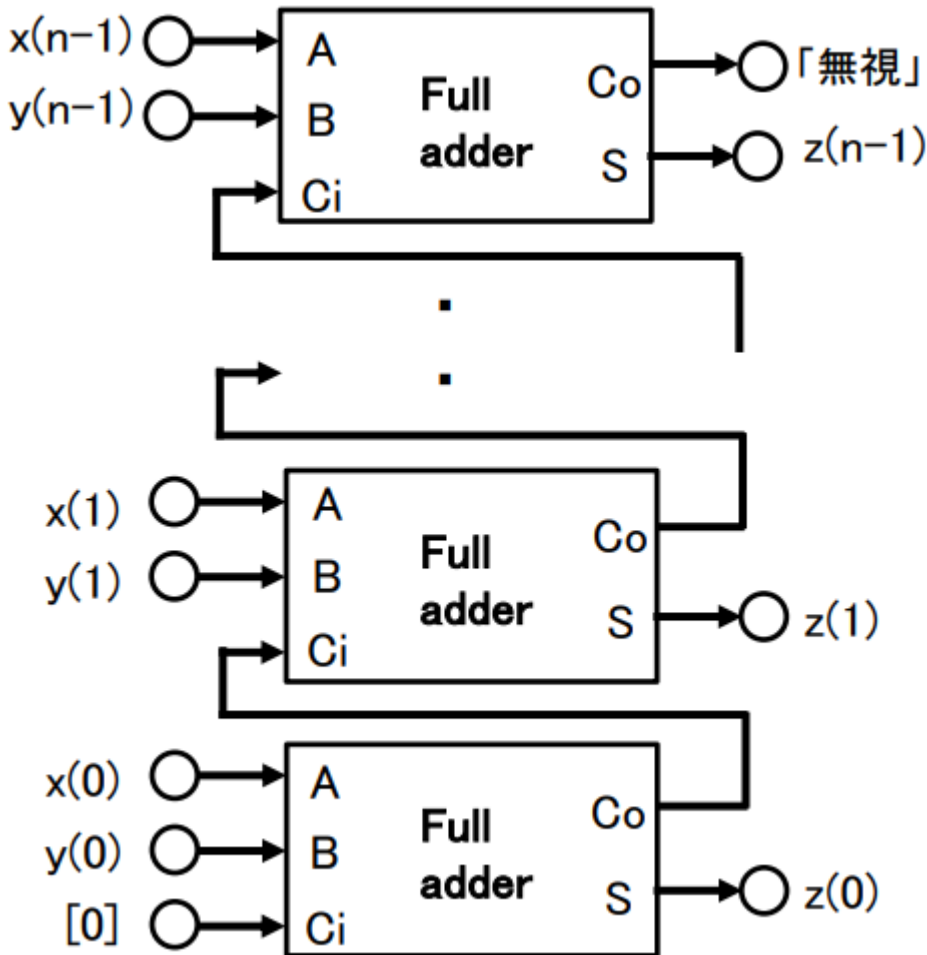 x(n-1)
A
Co
「無視」
y(n-1)
B
Full
adder
S
z(n-1)
Ci
x(1)
A
Co
y(1)
B
Full
adder
S
z(1)
Ci
x(0)
A
Co
y(0)
B
Full
adder
S
z(0)
[0]
Ci